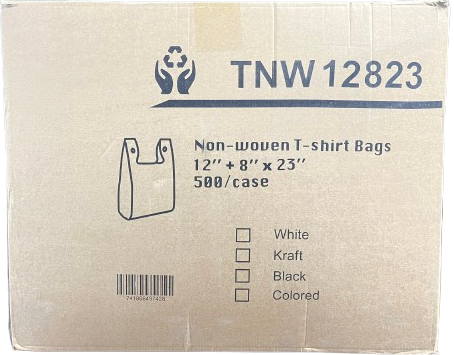 TNW 12823
Non-woven T-shirt Bags
12" + 8" x 23"
500/case
White
Kraft
Black
Colored